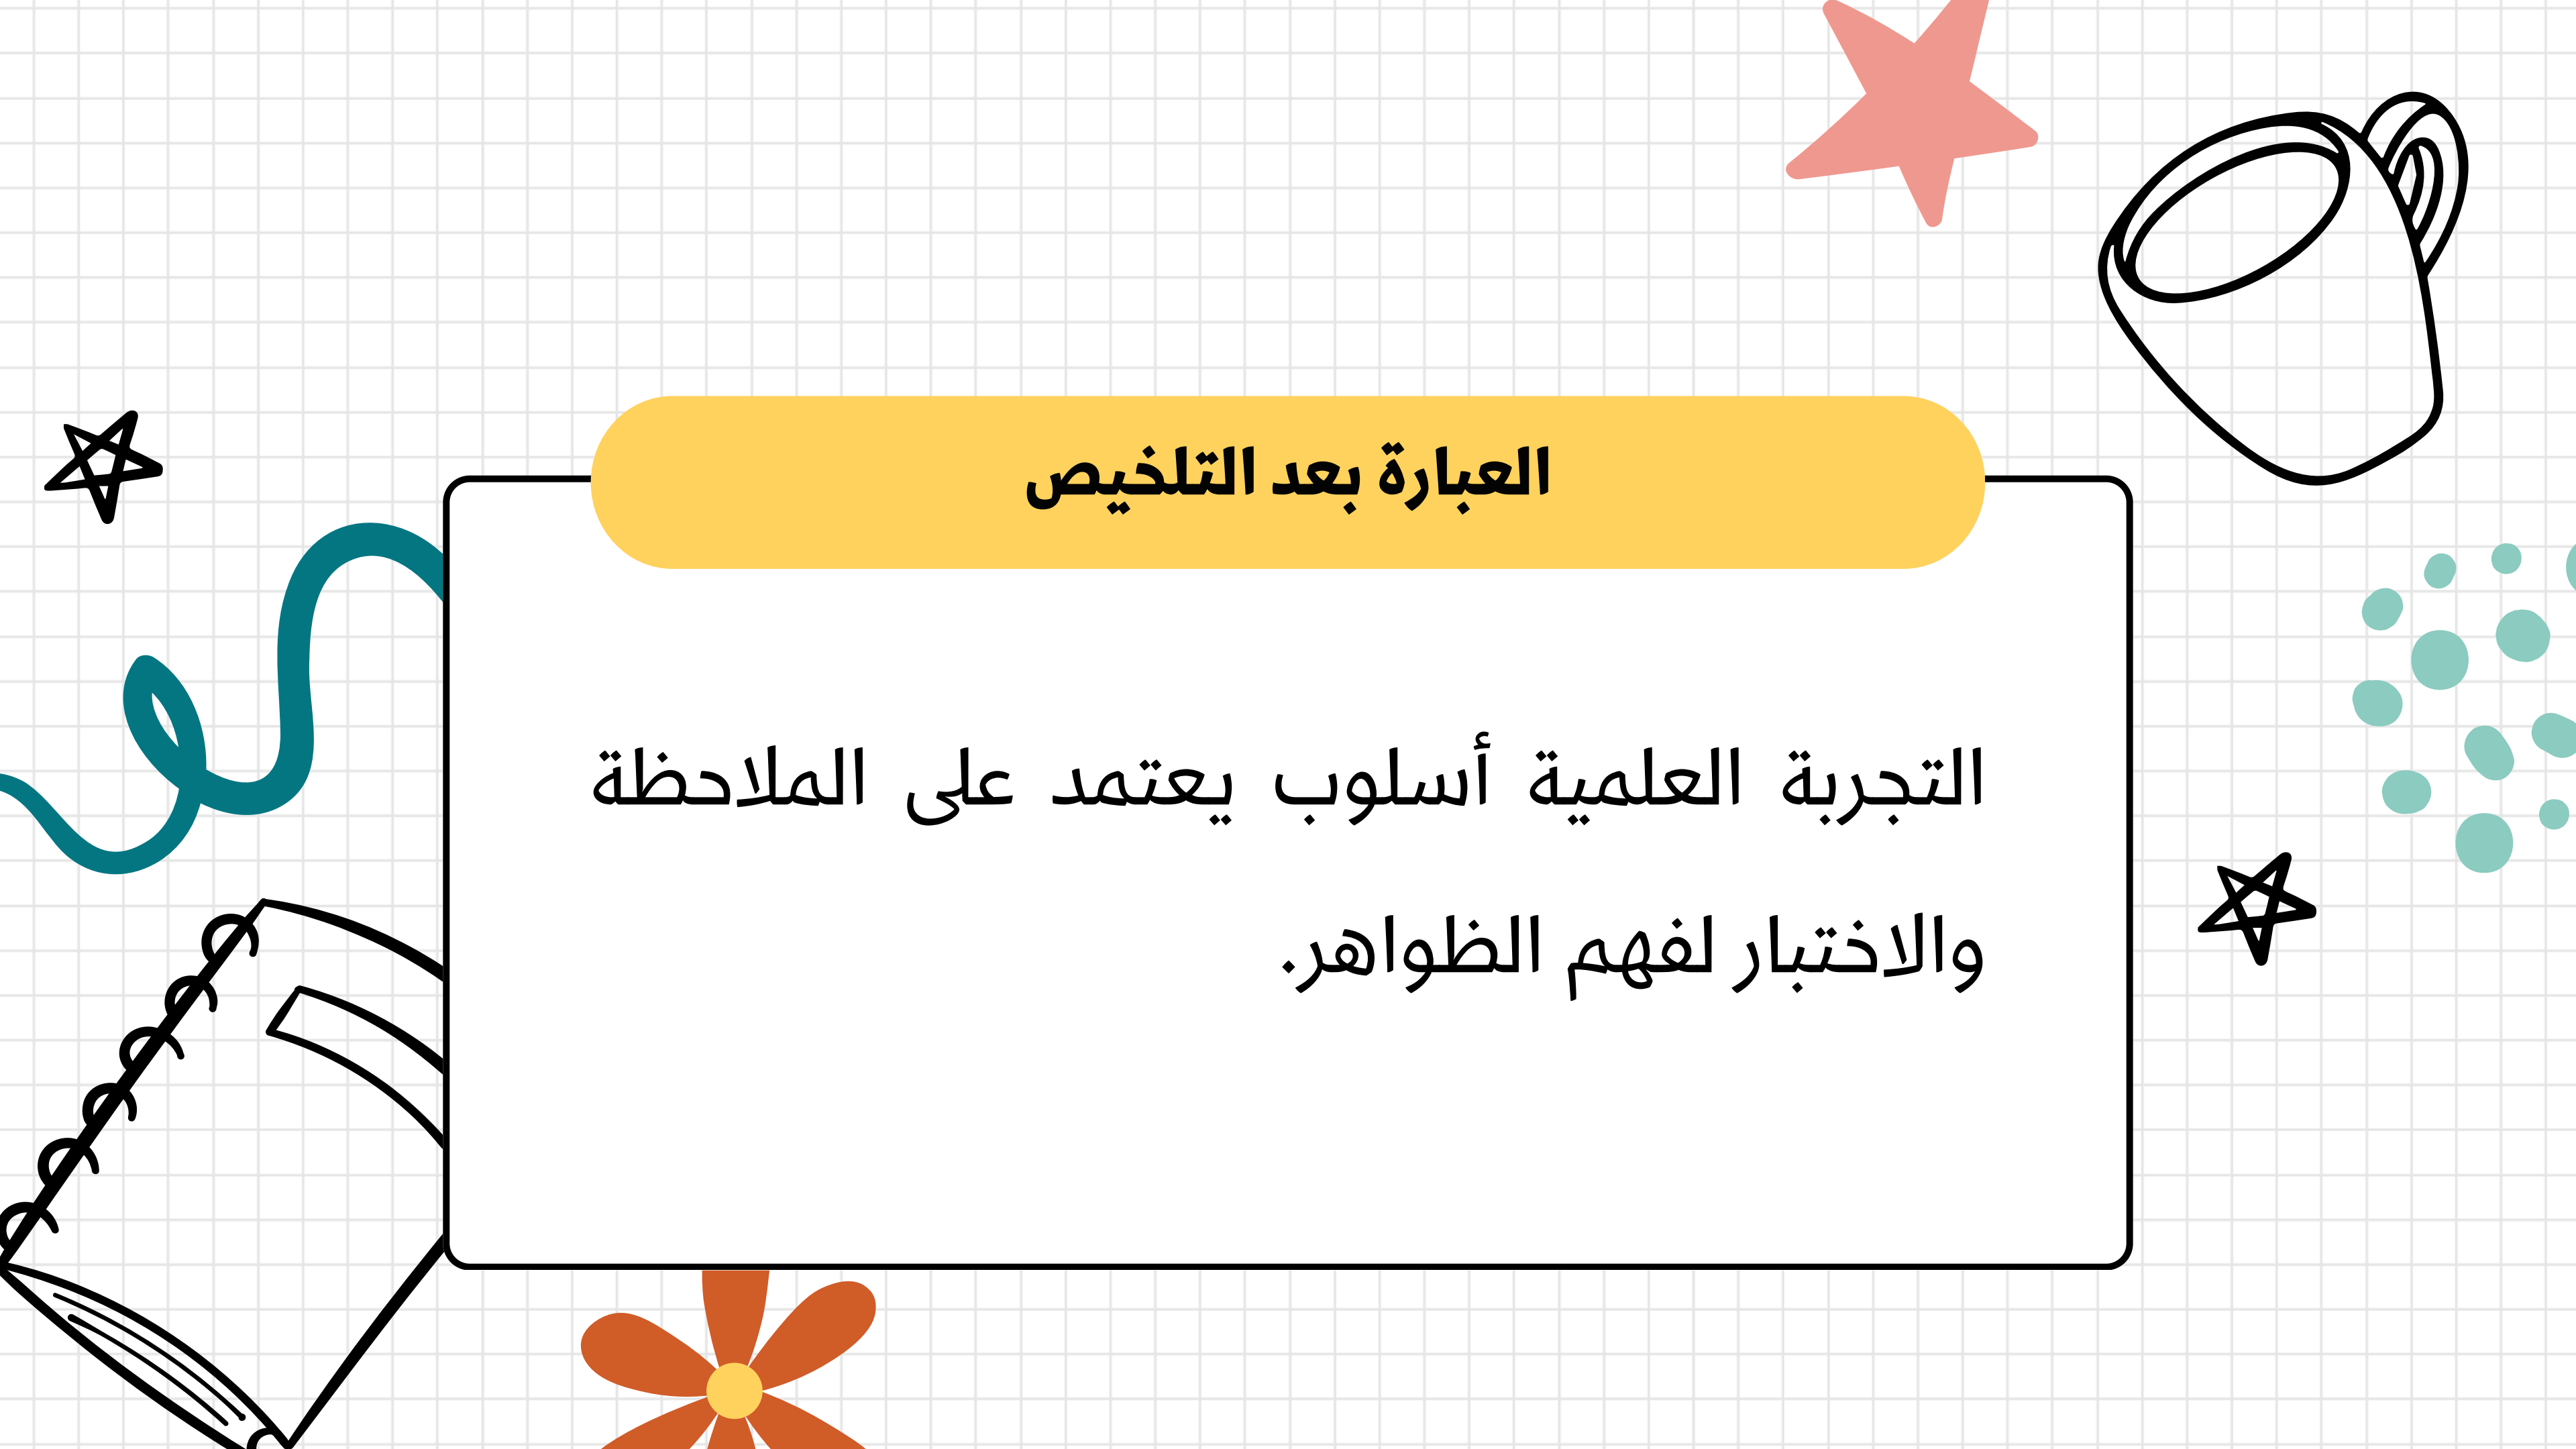 العبارة بعد التلخيص
التجربة العلمية أسلوب يعتمد على الملاحظة
والاختبار لفهم الظواهر.